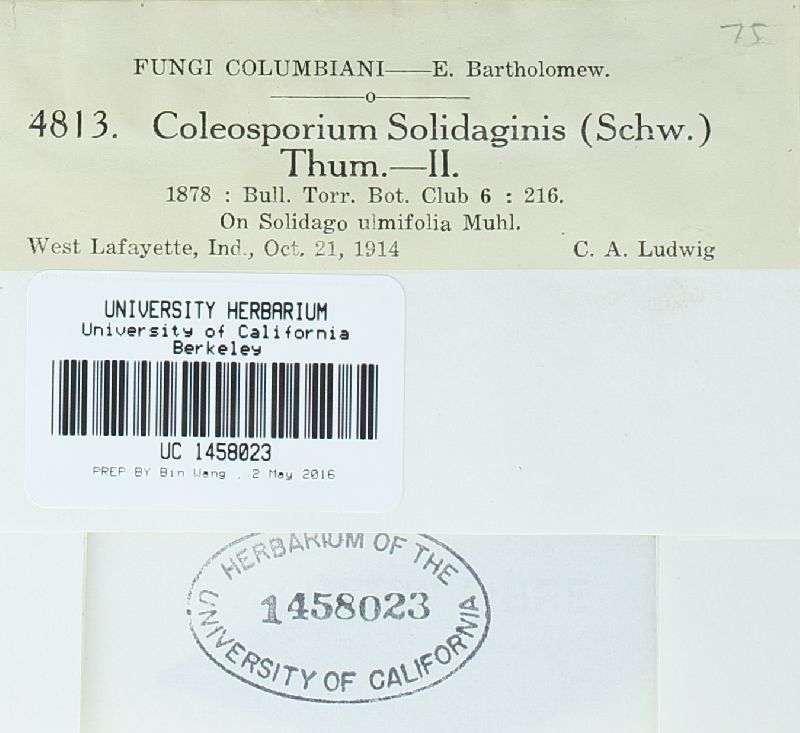 75
FUNGI COLUMBIANI——E. Bartholomew.
4813. Coleosporium Solidaginis (Schw.)
Thum.—II.
1878 : Bull. Torr. Bot. Club 6 : 216.
On Solidago ulmifolia Muhl.
West Lafayette, Ind., Oct. 21, 1914 C. A. Ludwig
UNIVERSITY HERBARIUM
University of California
Berkeley
UC 1458023
PREP BY Bin Wang , 2 May 2016
HERBARIUM OF THE
1458023
UNIVERSITY OF CALIFORNIA